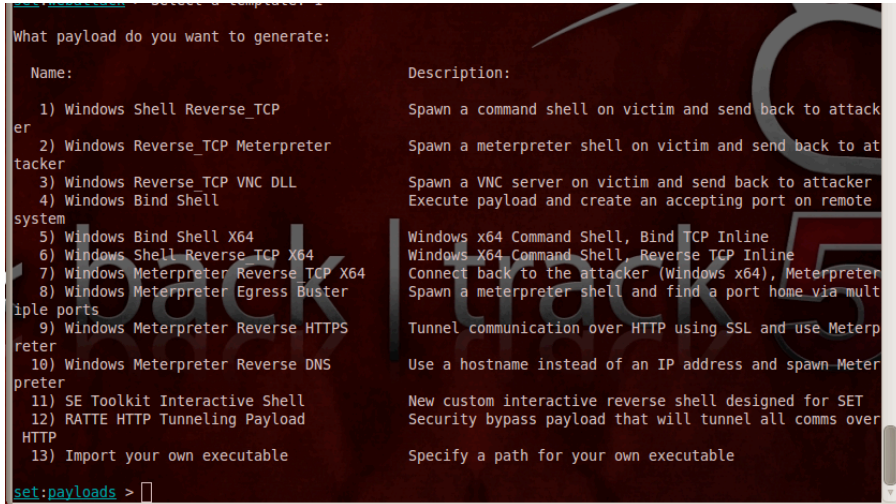 set:webattack > Select a template: 1
What payload do you want to generate:
Name: Description:
1) Windows Shell Reverse_TCP Spawn a command shell on victim and send back to attack
er
2) Windows Reverse_TCP Meterpreter Spawn a meterpreter shell on victim and send back to at
tacker
3) Windows Reverse_TCP VNC DLL Spawn a VNC server on victim and send back to attacker
4) Windows Bind Shell Execute payload and create an accepting port on remote
system
5) Windows Bind Shell X64 Windows x64 Command Shell, Bind TCP Inline
6) Windows Shell Reverse_TCP X64 Windows X64 Command Shell, Reverse TCP Inline
7) Windows Meterpreter Reverse_TCP X64 Connect back to the attacker (Windows x64), Meterpreter
8) Windows Meterpreter Egress Buster Spawn a meterpreter shell and find a port home via mult
iple ports
9) Windows Meterpreter Reverse HTTPS Tunnel communication over HTTP using SSL and use Meterp
reter
10) Windows Meterpreter Reverse DNS Use a hostname instead of an IP address and spawn Meter
preter
11) SE Toolkit Interactive Shell New custom interactive reverse shell designed for SET
12) RATTE HTTP Tunneling Payload Security bypass payload that will tunnel all comms over
HTTP
13) Import your own executable Specify a path for your own executable
set:payloads >
back | track 5